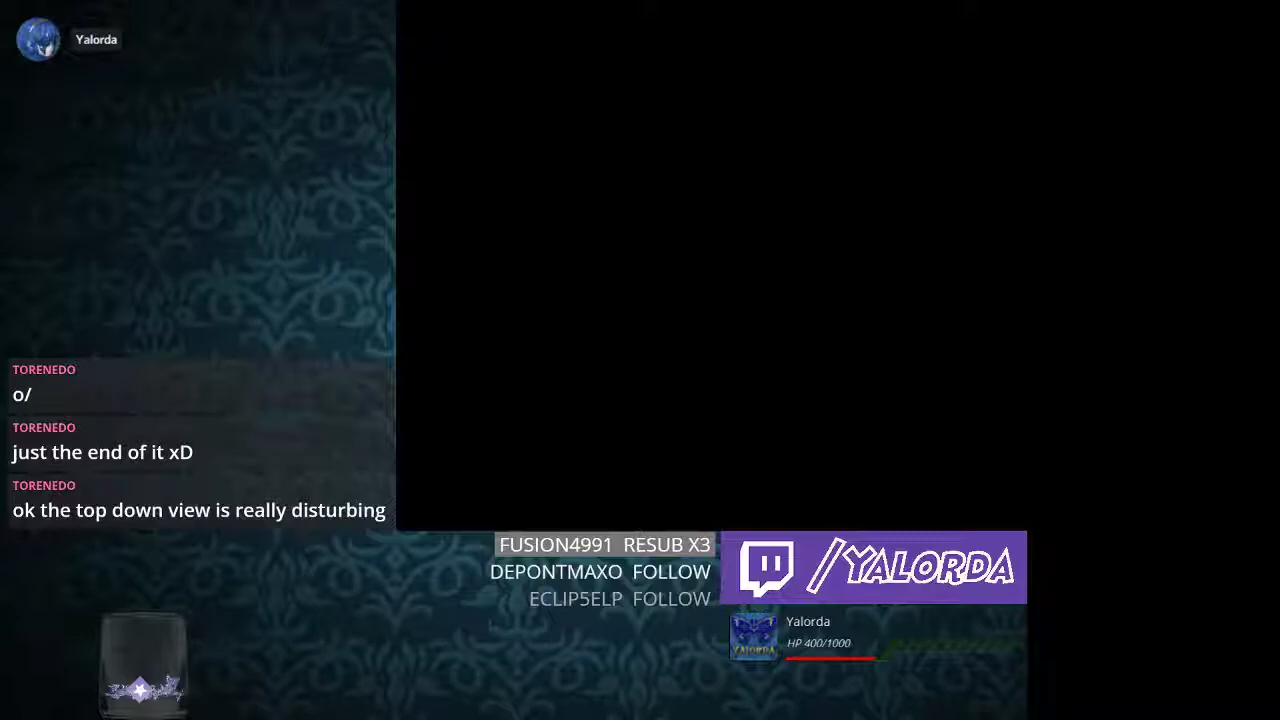 Yalorda
TORENEDO
o/
TORENEDO
just the end of it xD
TORENEDO
ok the top down view is really disturbing
FUSION4991 RESUB X3
DEPONTMAXO FOLLOW
ECLIP5ELP FOLLOW
/YALORDA
Yalorda
HP 400/1000
YALORDA